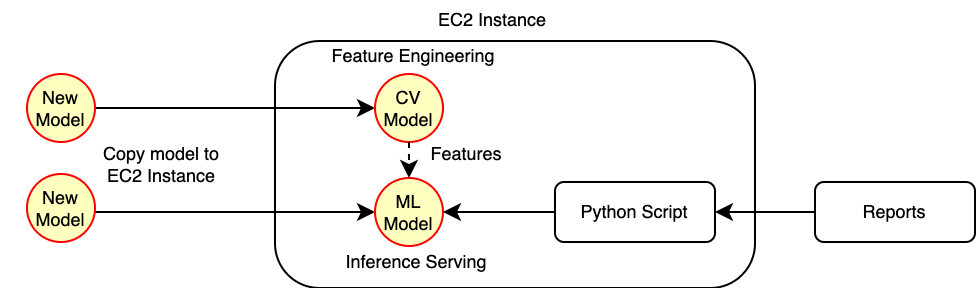 EC2 Instance
Feature Engineering
New
Model
CV
Model
Copy model to
EC2 Instance
Features
New
Model
ML
Model
Python Script
Reports
Inference Serving